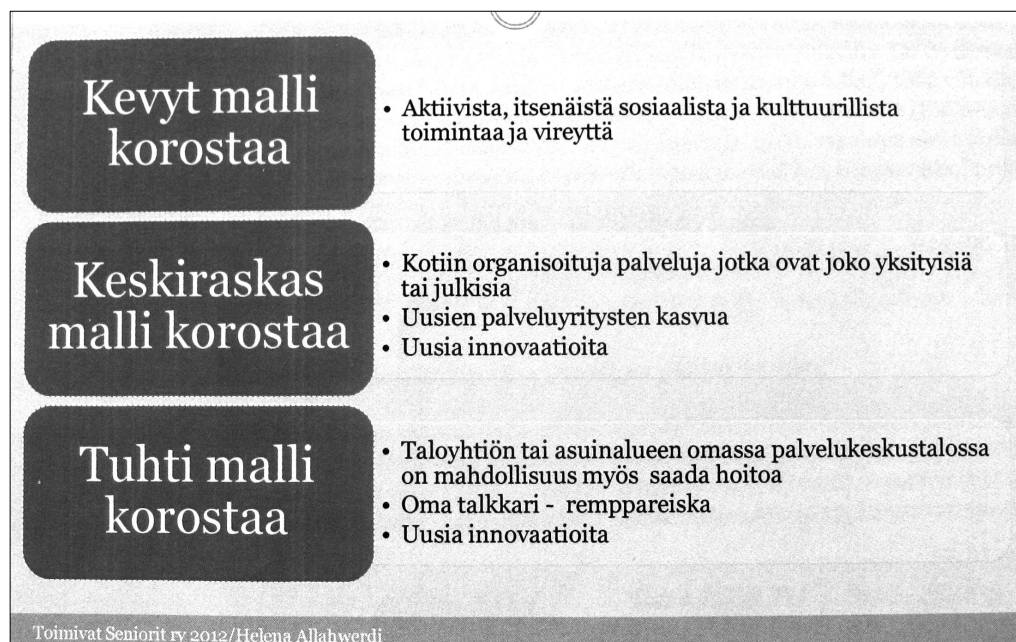 Kevyt malli
korostaa
• Aktiivista, itsenäistä sosiaalista ja kulttuurillista
toimintaa ja vireyttä
Keskiraskas
malli korostaa
• Kotiin organisoituja palveluja jotka ovat joko yksityisiä
tai julkisia
• Uusien palveluyritysten kasvua
• Uusia innovaatioita
Tuhti malli
korostaa
• Taloyhtiön tai asuinalueen omassa palvelukeskustalossa
on mahdollisuus myös saada hoitoa
• Oma talkkari - remppareiska
• Uusia innovaatioita
Toimivat Seniorit ry 2012/Helena Allahwerdi